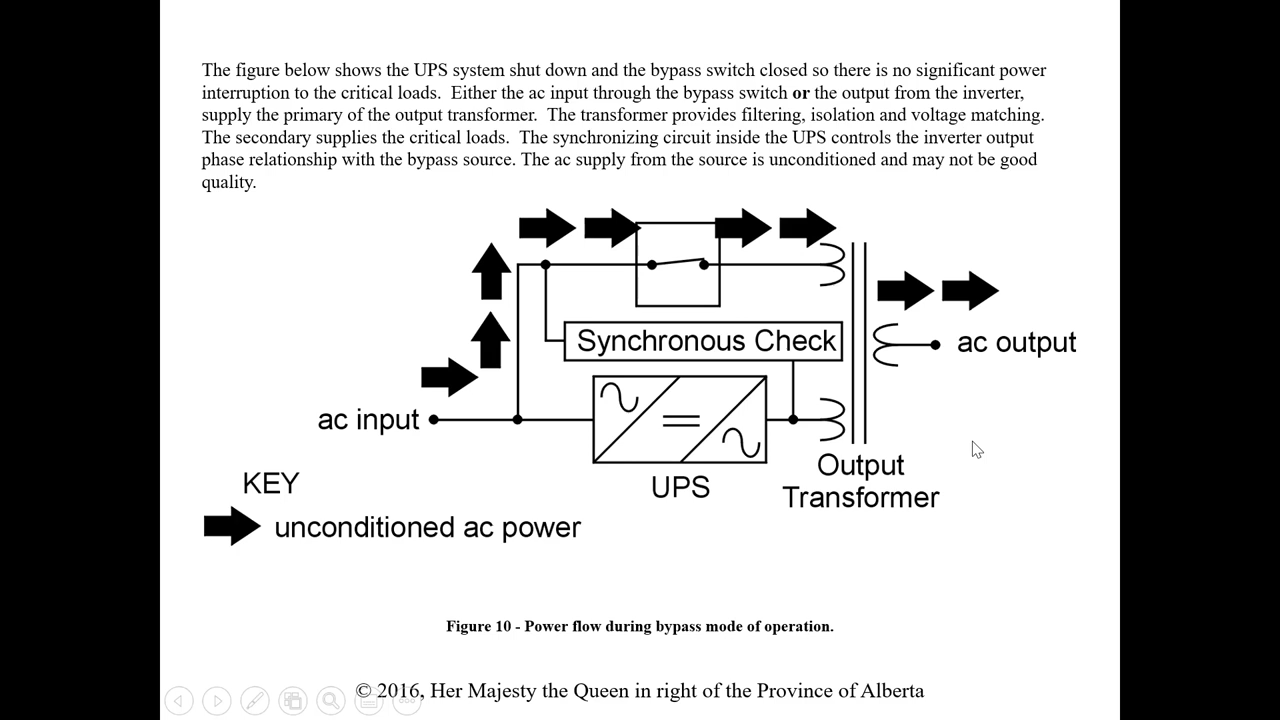 The figure below shows the UPS system shut down and the bypass switch closed so there is no significant power
interruption to the critical loads.  Either the ac input through the bypass switch or the output from the inverter,
supply the primary of the output transformer.  The transformer provides filtering, isolation and voltage matching.
The secondary supplies the critical loads.  The synchronizing circuit inside the UPS controls the inverter output
phase relationship with the bypass source. The ac supply from the source is unconditioned and may not be good
quality.
Synchronous Check
ac output
ac input
UPS
Output
Transformer
KEY
unconditioned ac power
Figure 10 - Power flow during bypass mode of operation.
© 2016, Her Majesty the Queen in right of the Province of Alberta